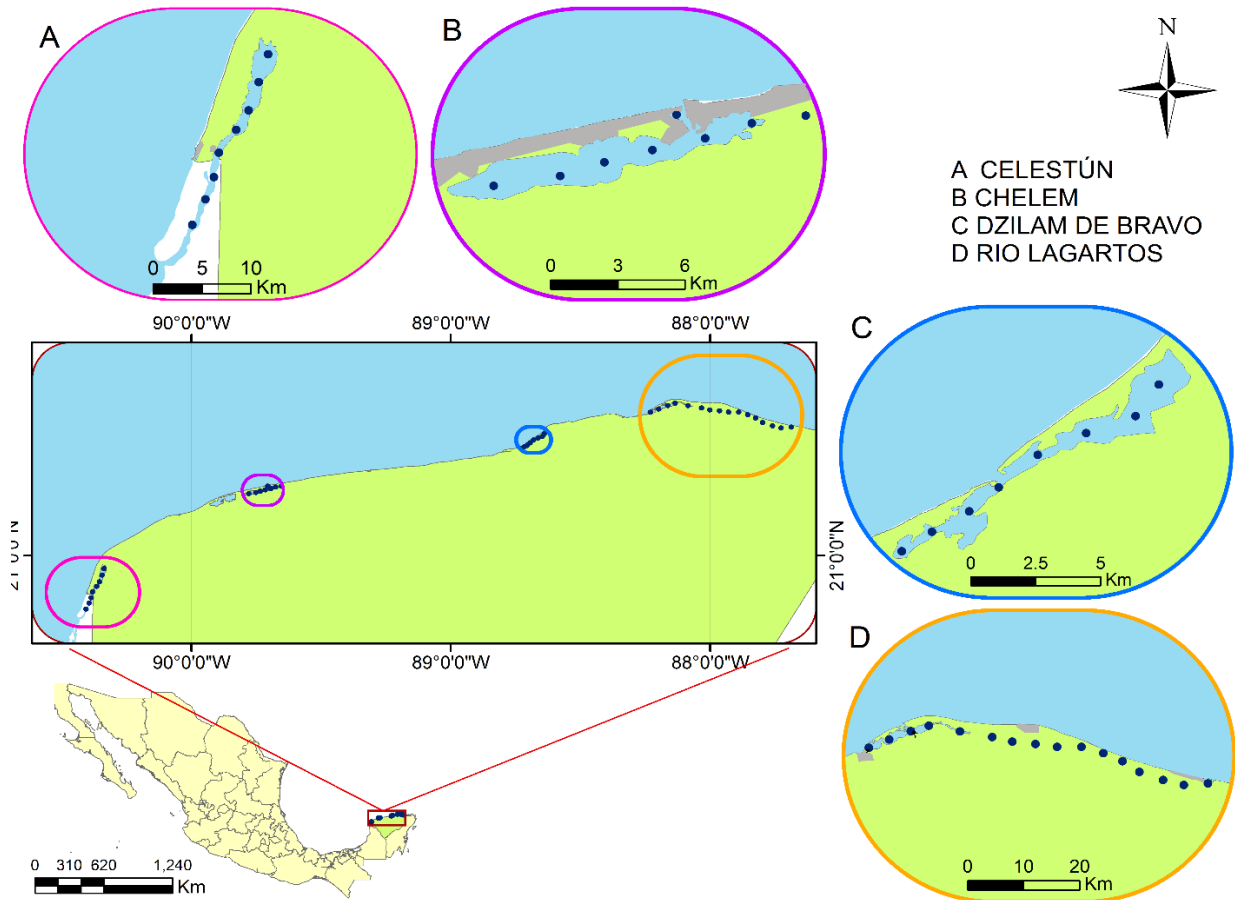 A
B
N
A CELESTÚN
B CHELEM
C DZILAM DE BRAVO
D RIO LAGARTOS
0 5 10
Km
0 3 6
Km
90°0'0"W 89°0'0"W 88°0'0"W
21°0'0"N
21°0'0"N
90°0'0"W 89°0'0"W 88°0'0"W
C
0 2.5 5
Km
D
0 10 20
Km
0 310 620 1,240
Km